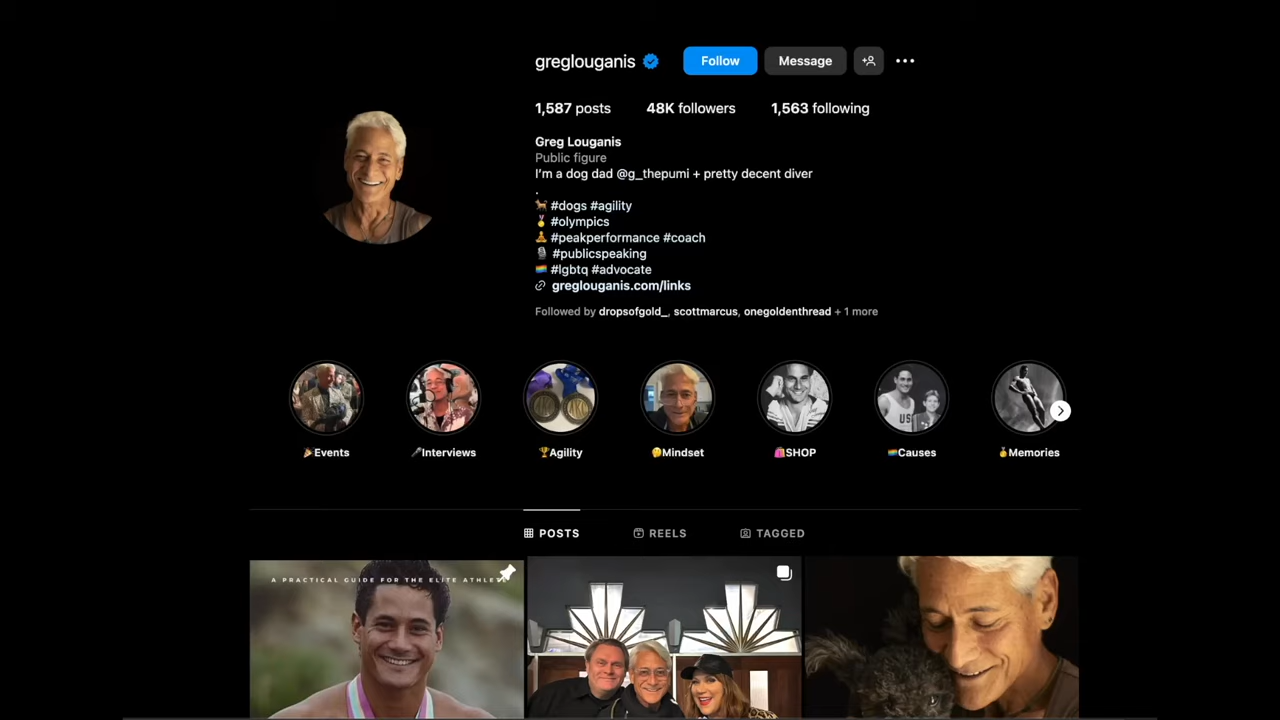 greglouganis
Follow
Message
1,587 posts 48K followers 1,563 following
Greg Louganis
Public figure
I'm a dog dad @g_thepumi + pretty decent diver
.
#dogs #agility
#olympics
#peakperformance #coach
#publicspeaking
#lgbtq #advocate
greglouganis.com/links
Followed by dropsofgold_, scottmarcus, onegoldenthread + 1 more
US
Events
Interviews
Agility
Mindset
SHOP
Causes
Memories
POSTS
REELS
TAGGED
A PRACTICAL GUIDE FOR THE ELITE ATHLETE